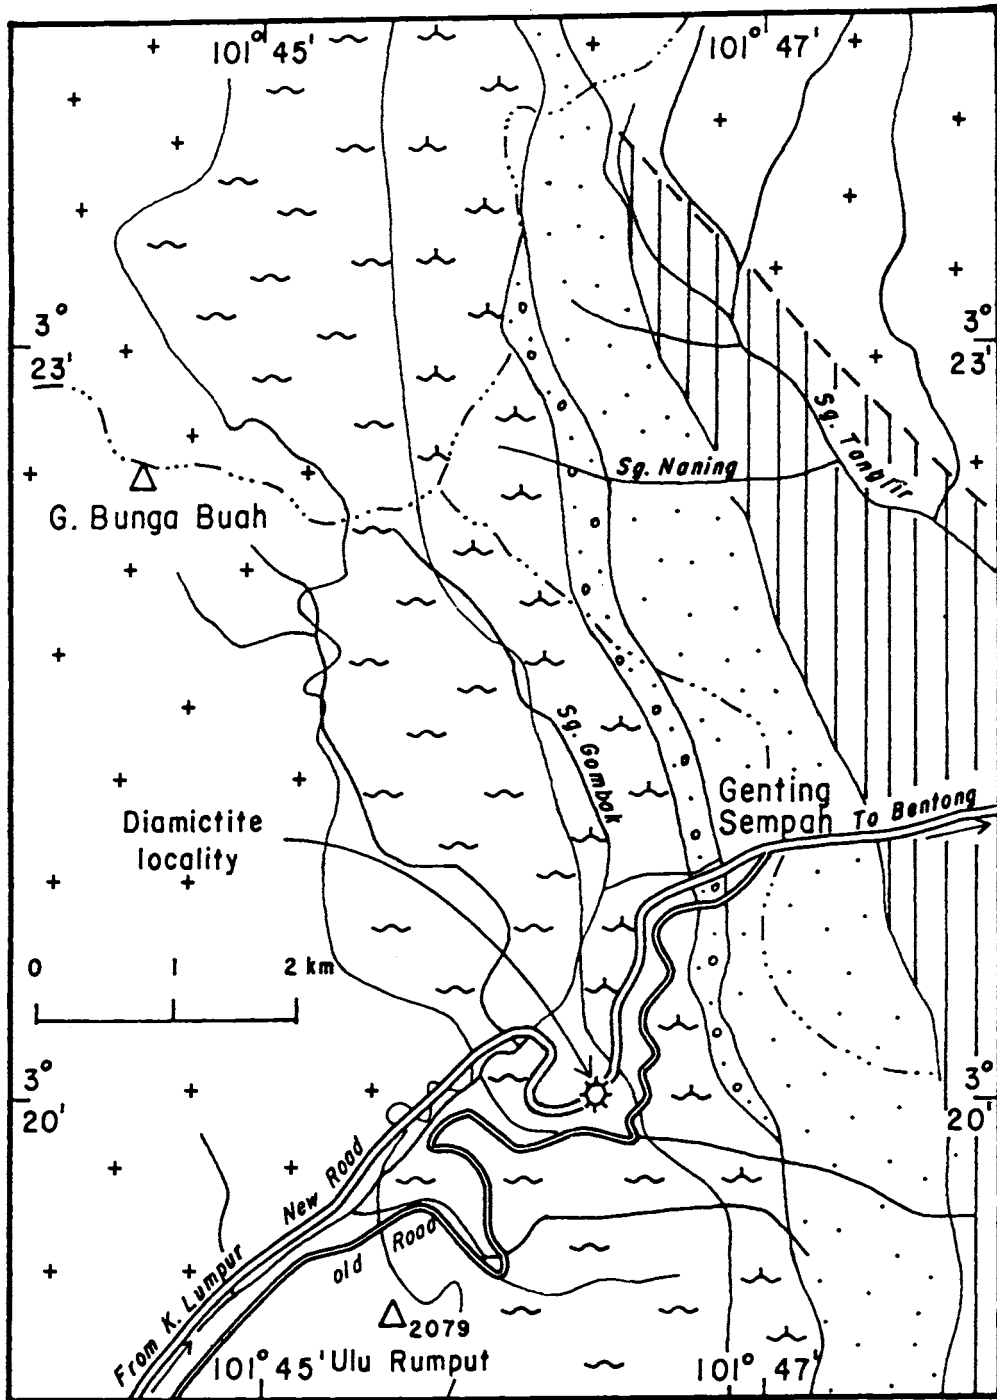 101° 45'
101° 47'
3°
23'
3°
23'
Sg. Naning
G. Bunga Buah
Sg. Gombak
Genting
Sempah
To Bentong
Diamictite
locality
0 1 2 km
3°
20'
3°
20'
New Road
old Road
From K. Lumpur
2079
101° 45'
Ulu Rumput
101° 47'